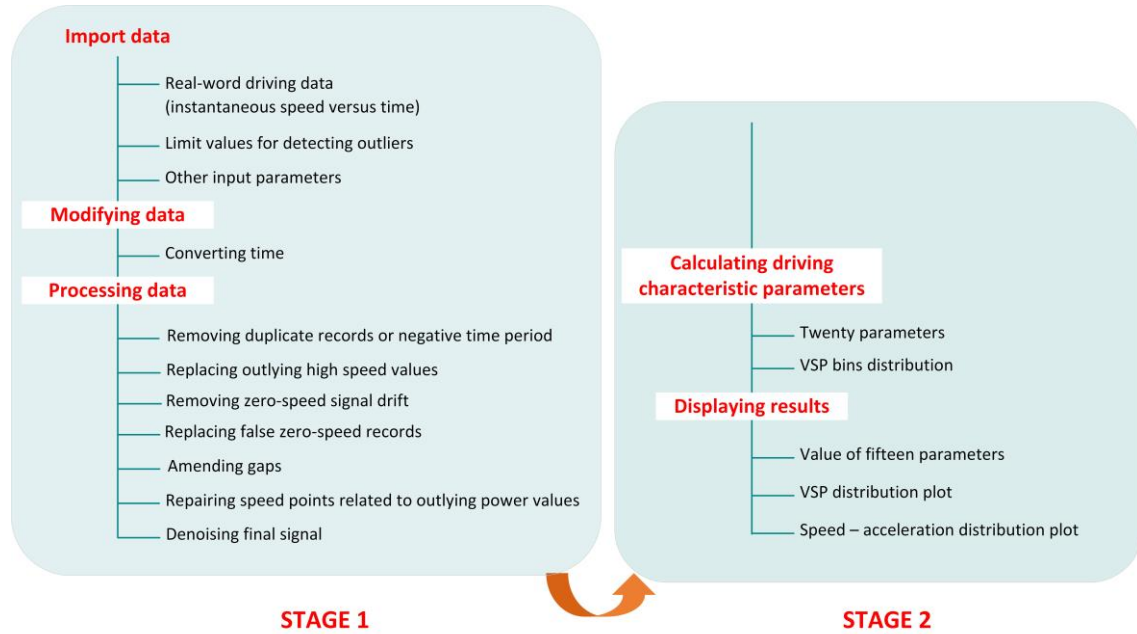 Import data
Real-word driving data
(instantaneous speed versus time)
Limit values for detecting outliers
Other input parameters
Modifying data
Converting time
Processing data
Removing duplicate records or negative time period
Replacing outlying high speed values
Removing zero-speed signal drift
Replacing false zero-speed records
Amending gaps
Repairing speed points related to outlying power values
Denoising final signal
STAGE 1
Calculating driving
characteristic parameters
Twenty parameters
VSP bins distribution
Displaying results
Value of fifteen parameters
VSP distribution plot
Speed – acceleration distribution plot
STAGE 2